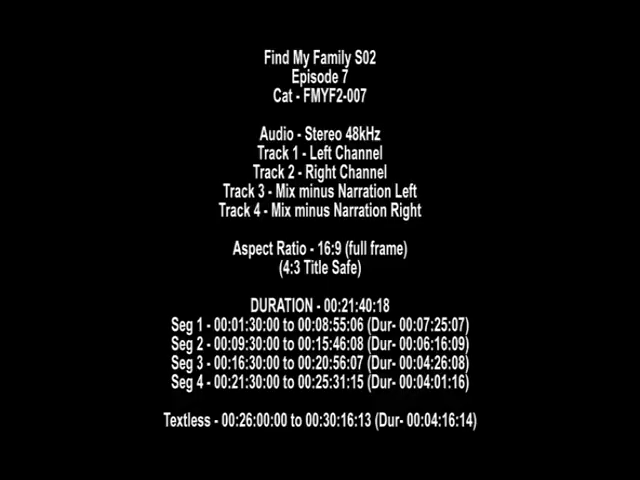 Find My Family S02
Episode 7
Cat - FMYF2-007
Audio - Stereo 48kHz
Track 1 - Left Channel
Track 2 - Right Channel
Track 3 - Mix minus Narration Left
Track 4 - Mix minus Narration Right
Aspect Ratio - 16:9 (full frame)
(4:3 Title Safe)
DURATION - 00:21:40:18
Seg 1 - 00:01:30:00 to 00:08:55:06 (Dur- 00:07:25:07)
Seg 2 - 00:09:30:00 to 00:15:46:08 (Dur- 00:06:16:09)
Seg 3 - 00:16:30:00 to 00:20:56:07 (Dur- 00:04:26:08)
Seg 4 - 00:21:30:00 to 00:25:31:15 (Dur- 00:04:01:16)
Textless - 00:26:00:00 to 00:30:16:13 (Dur- 00:04:16:14)